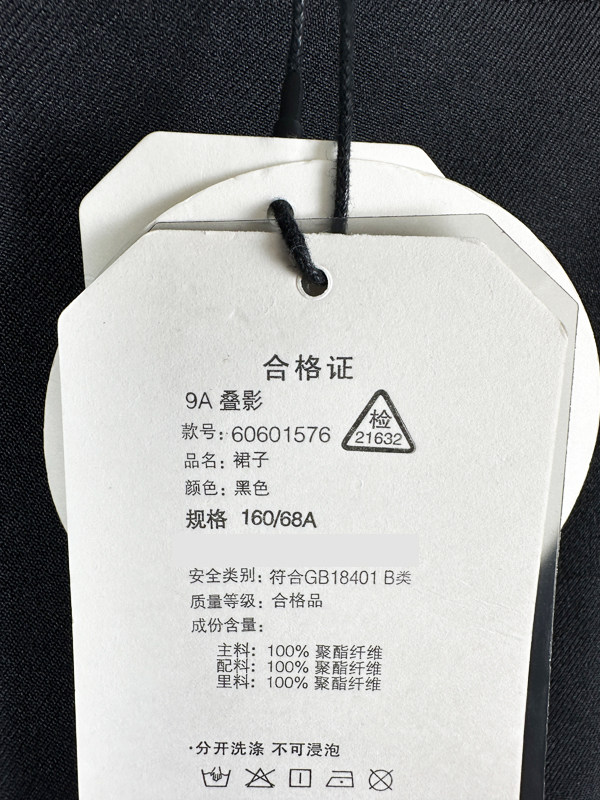 合格证
9A 叠影
款号: 60601576
检
21632
品名: 裙子
颜色: 黑色
规格 160/68A
安全类别: 符合GB18401 B类
质量等级: 合格品
成份含量:
主料: 100% 聚酯纤维
配料: 100% 聚酯纤维
里料: 100% 聚酯纤维
·分开洗涤 不可浸泡